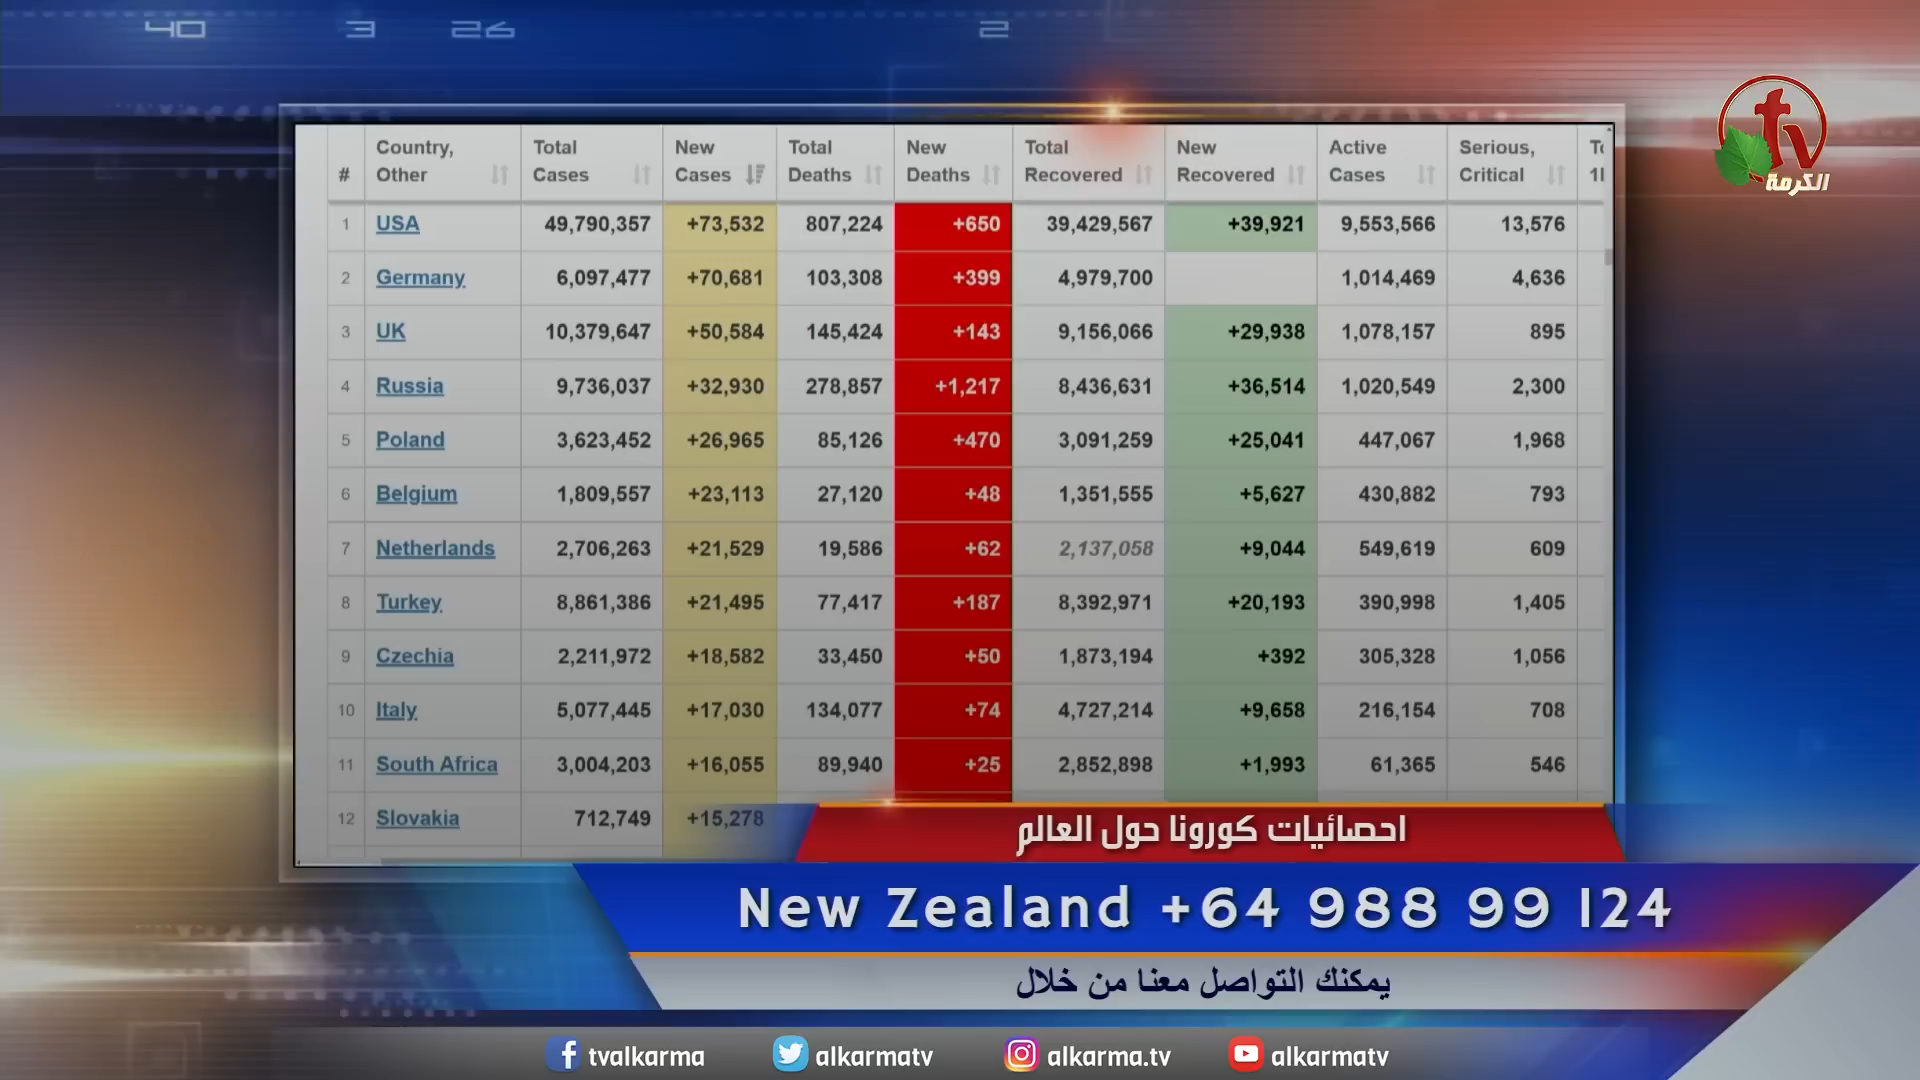 40 3 26 2
tv
الكرمة
# Country, Other Total Cases New Cases Total Deaths New Deaths Total Recovered New Recovered Active Cases Serious, Critical
1 USA 49,790,357 +73,532 807,224 +650 39,429,567 +39,921 9,553,566 13,576
2 Germany 6,097,477 +70,681 103,308 +399 4,979,700 1,014,469 4,636
3 UK 10,379,647 +50,584 145,424 +143 9,156,066 +29,938 1,078,157 895
4 Russia 9,736,037 +32,930 278,857 +1,217 8,436,631 +36,514 1,020,549 2,300
5 Poland 3,623,452 +26,965 85,126 +470 3,091,259 +25,041 447,067 1,968
6 Belgium 1,809,557 +23,113 27,120 +48 1,351,555 +5,627 430,882 793
7 Netherlands 2,706,263 +21,529 19,586 +62 2,137,058 +9,044 549,619 609
8 Turkey 8,861,386 +21,495 77,417 +187 8,392,971 +20,193 390,998 1,405
9 Czechia 2,211,972 +18,582 33,450 +50 1,873,194 +392 305,328 1,056
10 Italy 5,077,445 +17,030 134,077 +74 4,727,214 +9,658 216,154 708
11 South Africa 3,004,203 +16,055 89,940 +25 2,852,898 +1,993 61,365 546
12 Slovakia 712,749 +15,278
احصائيات كورونا حول العالم
New Zealand +64 988 99 124
يمكنك التواصل معنا من خلال
tvalkarma alkarmatv alkarma.tv alkarmatv